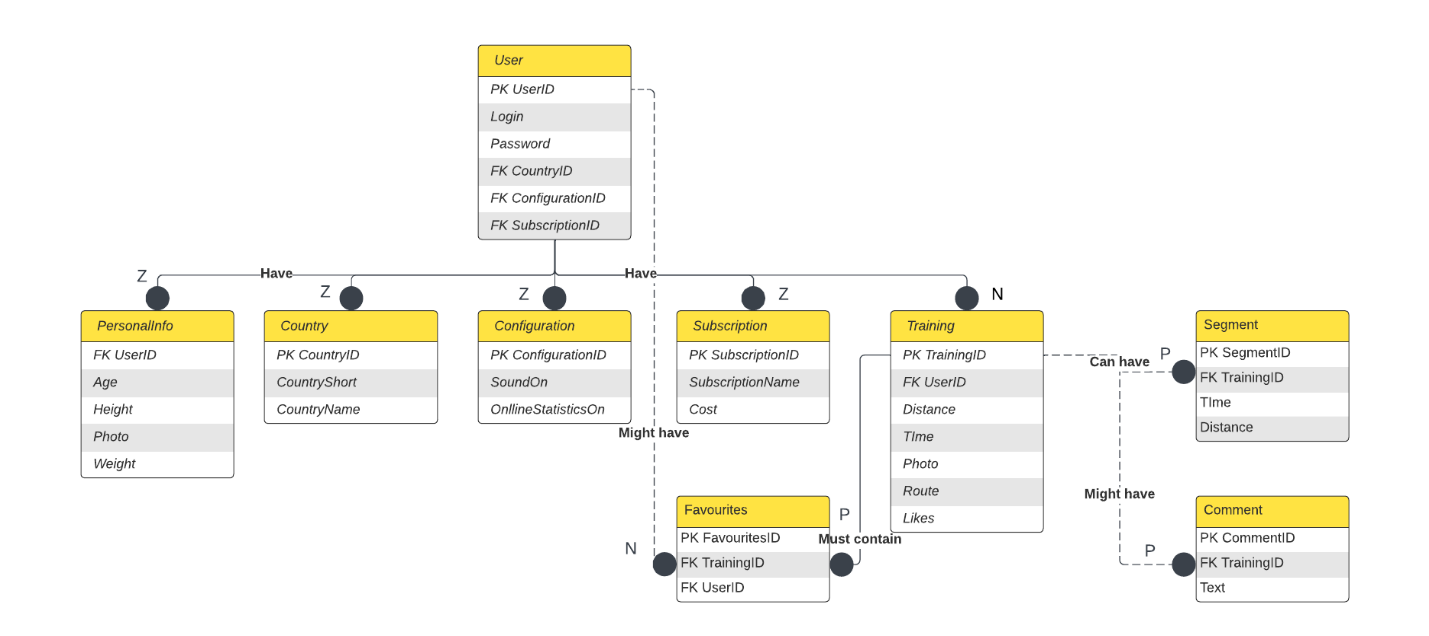 User
PK UserID
Login
Password
FK CountryID
FK ConfigurationID
FK SubscriptionID
Have
Have
Z
Z
Z
Z
N
PersonalInfo
FK UserID
Age
Height
Photo
Weight
Country
PK CountryID
CountryShort
CountryName
Configuration
PK ConfigurationID
SoundOn
OnllineStatisticsOn
Subscription
PK SubscriptionID
SubscriptionName
Cost
Training
PK TrainingID
FK UserID
Distance
TIme
Photo
Route
Likes
Can have
P
Segment
PK SegmentID
FK TrainingID
TIme
Distance
Might have
N
Favourites
PK FavouritesID
FK TrainingID
FK UserID
P
Must contain
Might have
P
Comment
PK CommentID
FK TrainingID
Text